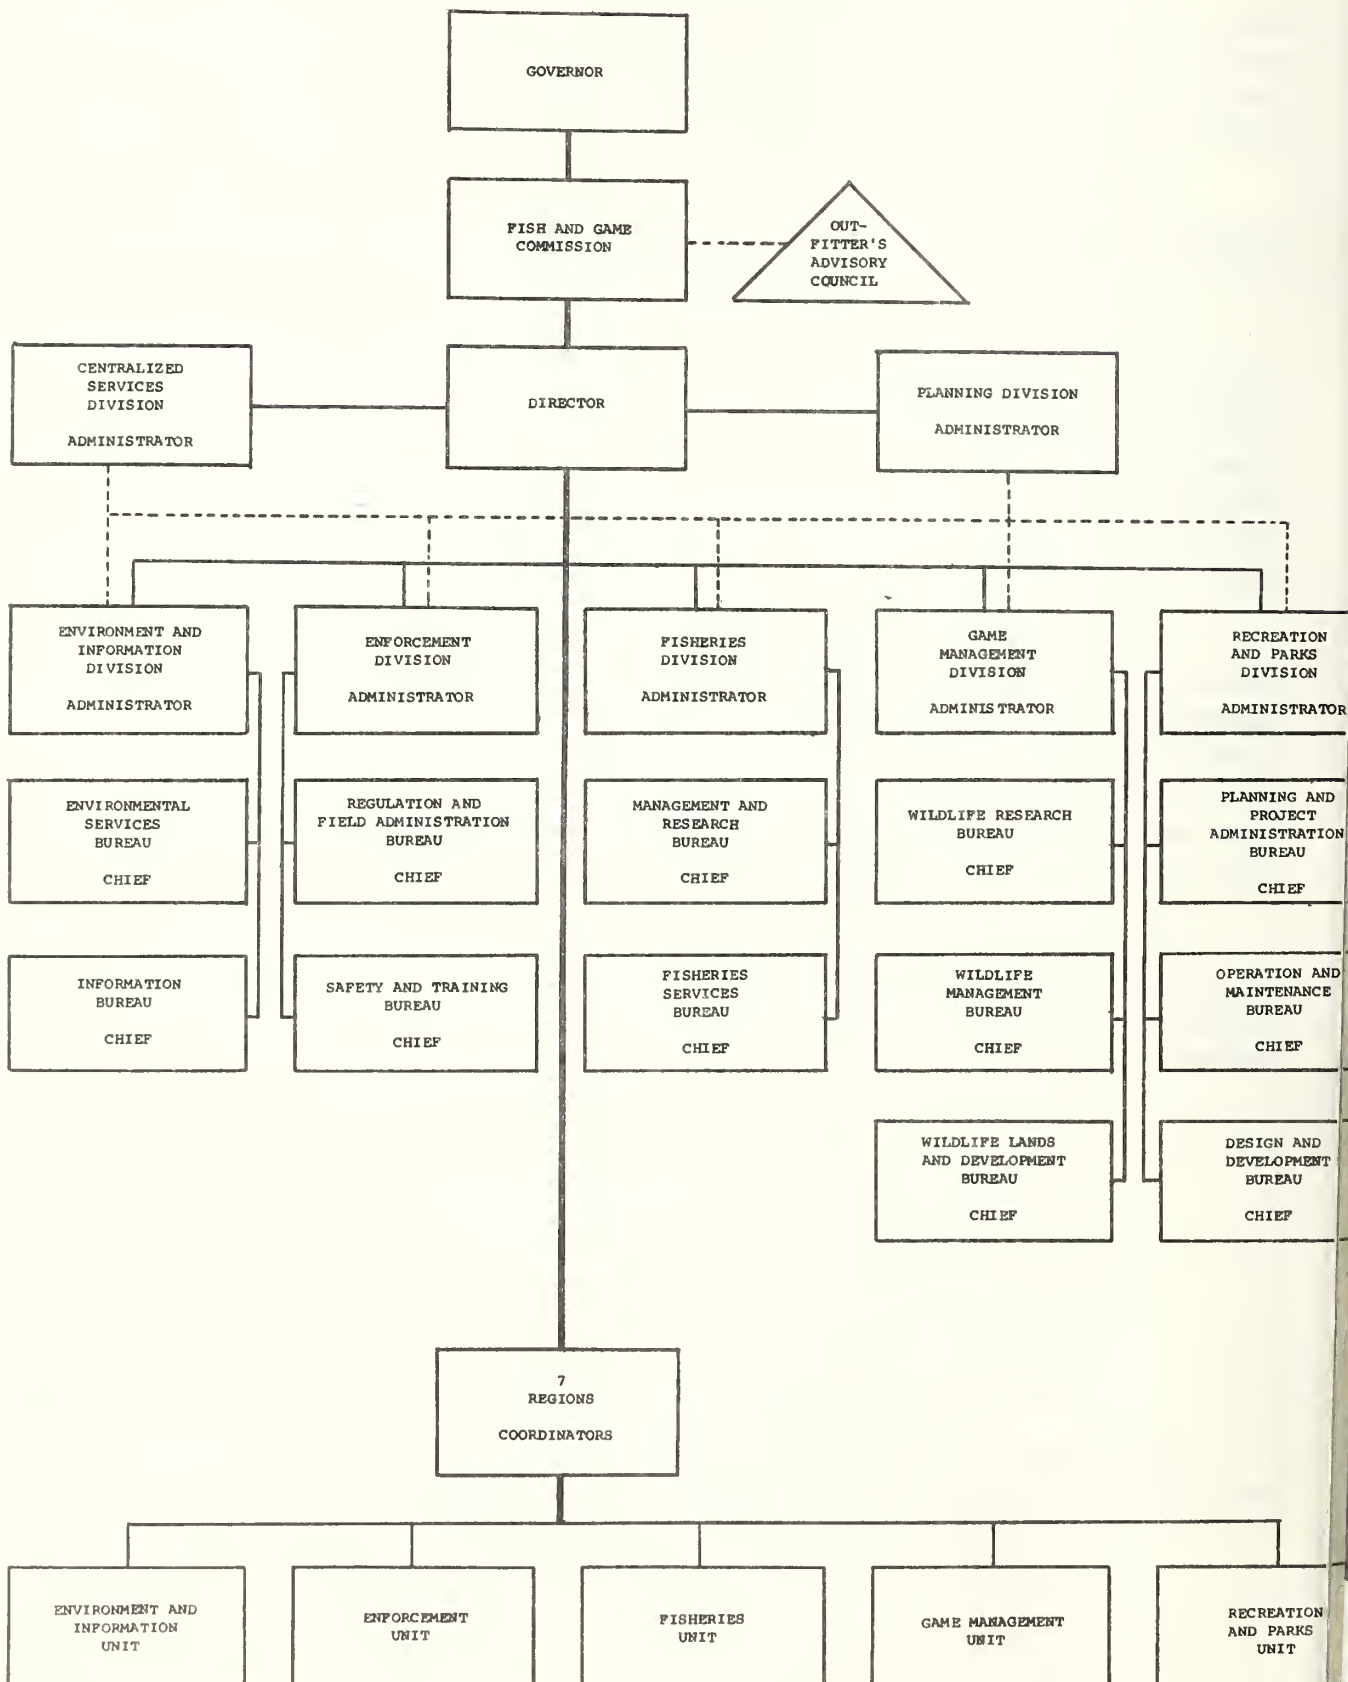 GOVERNOR
FISH AND GAME
COMMISSION
OUT-
FITTER'S
ADVISORY
COUNCIL
CENTRALIZED
SERVICES
DIVISION
ADMINISTRATOR
DIRECTOR
PLANNING DIVISION
ADMINISTRATOR
ENVIRONMENT AND
INFORMATION
DIVISION
ADMINISTRATOR
ENFORCEMENT
DIVISION
ADMINISTRATOR
FISHERIES
DIVISION
ADMINISTRATOR
GAME
MANAGEMENT
DIVISION
ADMINISTRATOR
RECREATION
AND PARKS
DIVISION
ADMINISTRATOR
ENVIRONMENTAL
SERVICES
BUREAU
CHIEF
REGULATION AND
FIELD ADMINISTRATION
BUREAU
CHIEF
MANAGEMENT AND
RESEARCH
BUREAU
CHIEF
WILDLIFE RESEARCH
BUREAU
CHIEF
PLANNING AND
PROJECT
ADMINISTRATION
BUREAU
CHIEF
INFORMATION
BUREAU
CHIEF
SAFETY AND TRAINING
BUREAU
CHIEF
FISHERIES
SERVICES
BUREAU
CHIEF
WILDLIFE
MANAGEMENT
BUREAU
CHIEF
OPERATION AND
MAINTENANCE
BUREAU
CHIEF
WILDLIFE LANDS
AND DEVELOPMENT
BUREAU
CHIEF
DESIGN AND
DEVELOPMENT
BUREAU
CHIEF
7
REGIONS
COORDINATORS
ENVIRONMENT AND
INFORMATION
UNIT
ENFORCEMENT
UNIT
FISHERIES
UNIT
GAME MANAGEMENT
UNIT
RECREATION
AND PARKS
UNIT